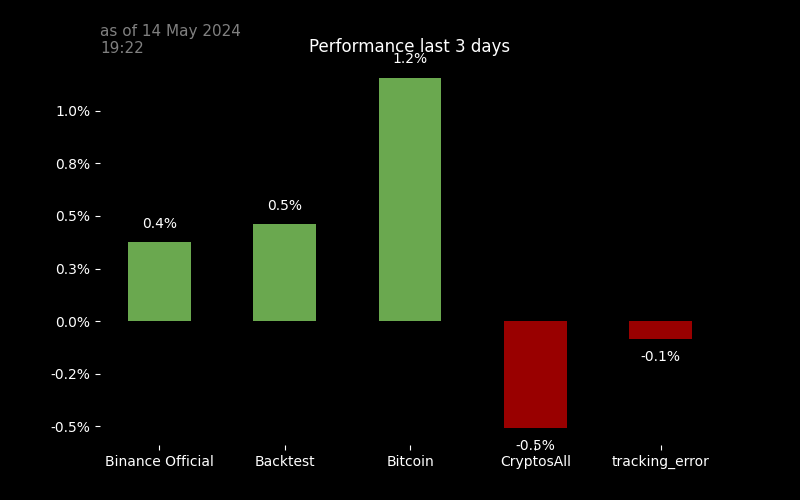 as of 14 May 2024
19:22
Performance last 3 days
1.2%
1.0%
0.8%
0.5%
0.3%
0.0%
-0.2%
-0.5%
0.4%
0.5%
-0.5%
-0.1%
Binance Official
Backtest
Bitcoin
CryptosAll
tracking_error